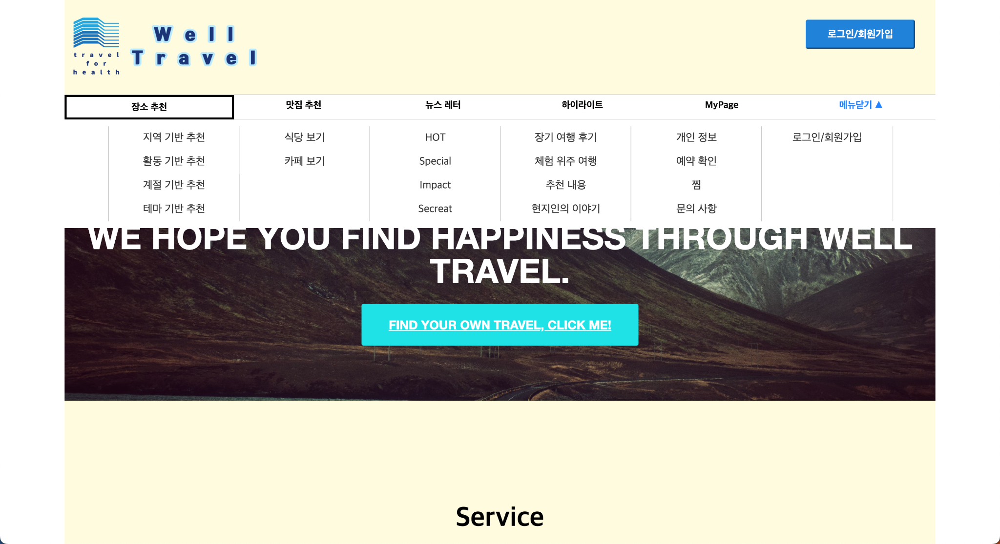 travel
for
health
Well
Travel
로그인/회원가입
장소 추천
맛집 추천
뉴스 레터
하이라이트
MyPage
메뉴닫기 ▲
지역 기반 추천
활동 기반 추천
계절 기반 추천
테마 기반 추천
식당 보기
카페 보기
HOT
Special
Impact
Secreat
장기 여행 후기
체험 위주 여행
추천 내용
현지인의 이야기
개인 정보
예약 확인
찜
문의 사항
로그인/회원가입
WE HOPE YOU FIND HAPPINESS THROUGH WELL
TRAVEL.
FIND YOUR OWN TRAVEL, CLICK ME!
Service